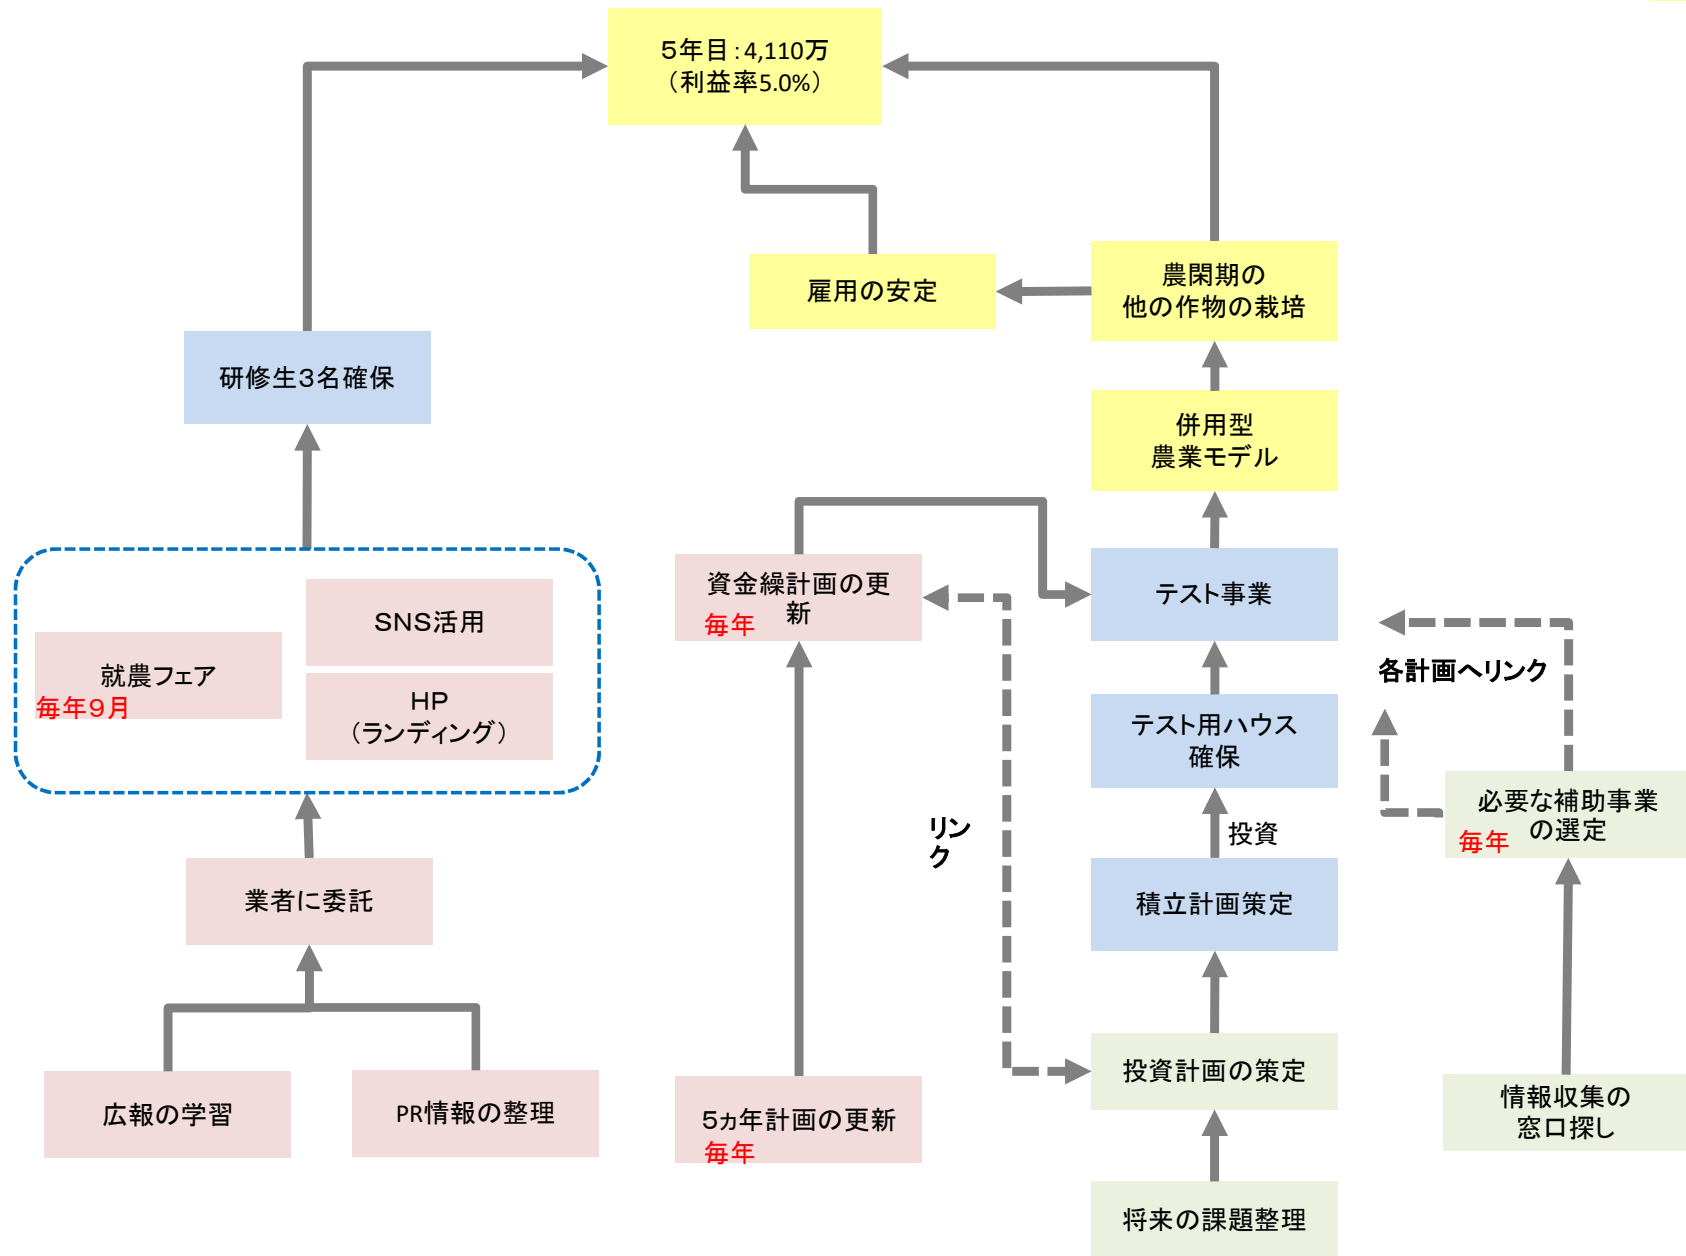 ５年目：4,110万
（利益率5.0%）
雇用の安定
農閑期の
他の作物の栽培
研修生３名確保
併用型
農業モデル
資金繰計画の更
新
毎年
テスト事業
SNS活用
就農フェア
毎年９月
HP
（ランディング）
各計画へリンク
テスト用ハウス
確保
必要な補助事業
の選定
毎年
リン
ク
投資
業者に委託
積立計画策定
投資計画の策定
広報の学習
PR情報の整理
５ヵ年計画の更新
毎年
情報収集の
窓口探し
将来の課題整理